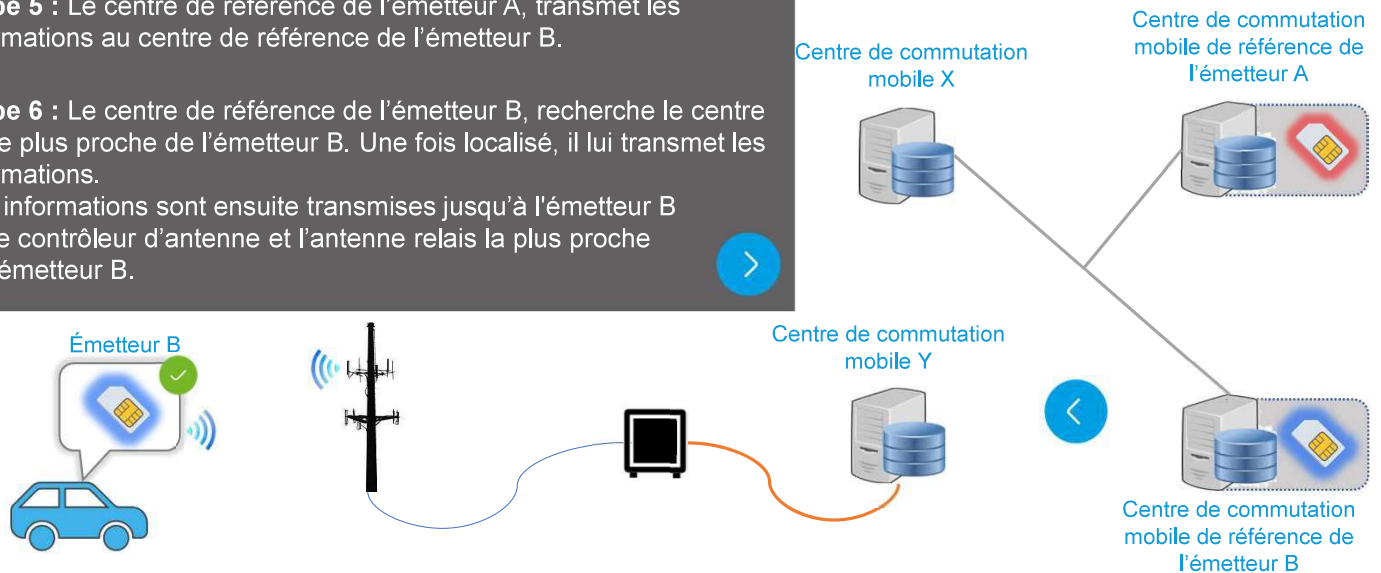 5 : Le centre de référence de l'émetteur A, transmet les
au centre de référence de l'émetteur B.
6 : Le centre de référence de l'émetteur B, recherche le centre
plus proche de l'émetteur B. Une fois localisé, il lui transmet les
informations sont ensuite transmises jusqu'à l'émetteur B
contrôleur d'antenne et l'antenne relais la plus proche
émetteur B.
Centre de commutation
mobile X
Centre de commutation
mobile de référence de
l'émetteur A
Émetteur B
Centre de commutation
mobile Y
Centre de commutation
mobile de référence de
l'émetteur B